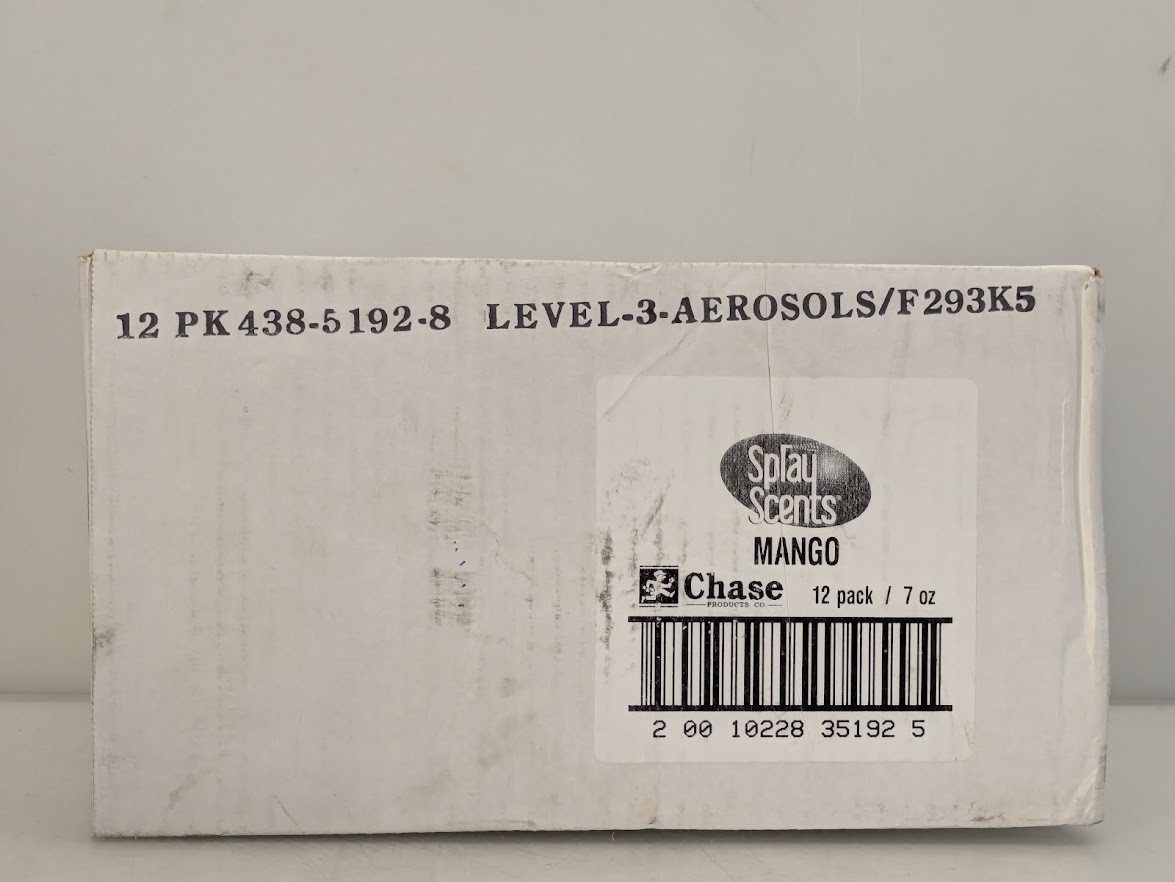 12 PK 438-5192-8 LEVEL-3-AEROSOLS/F293K5
Spray
Scents
MANGO
Chase
PRODUCTS CO.
12 pack / 7 oz
2 00 10228 35192 5